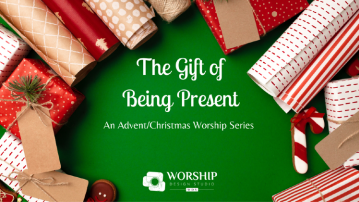 The Gift of
Being Present
An Advent/Christmas Worship Series
WORSHIP
DESIGN STUDIO